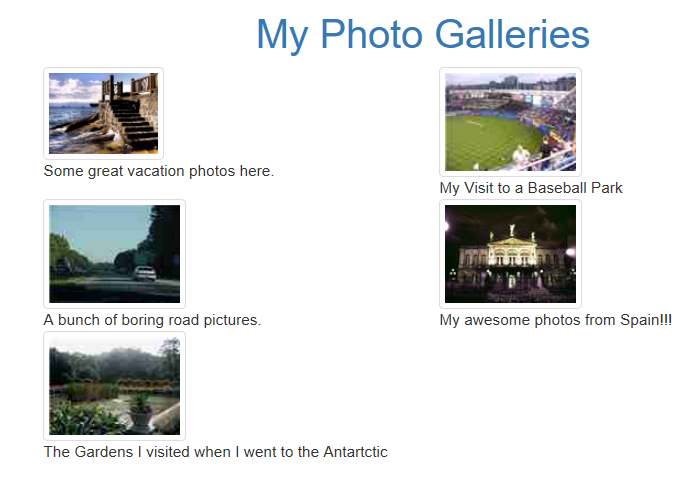 My Photo Galleries
Some great vacation photos here.
My Visit to a Baseball Park
A bunch of boring road pictures.
My awesome photos from Spain!!!
The Gardens I visited when I went to the Antartctic